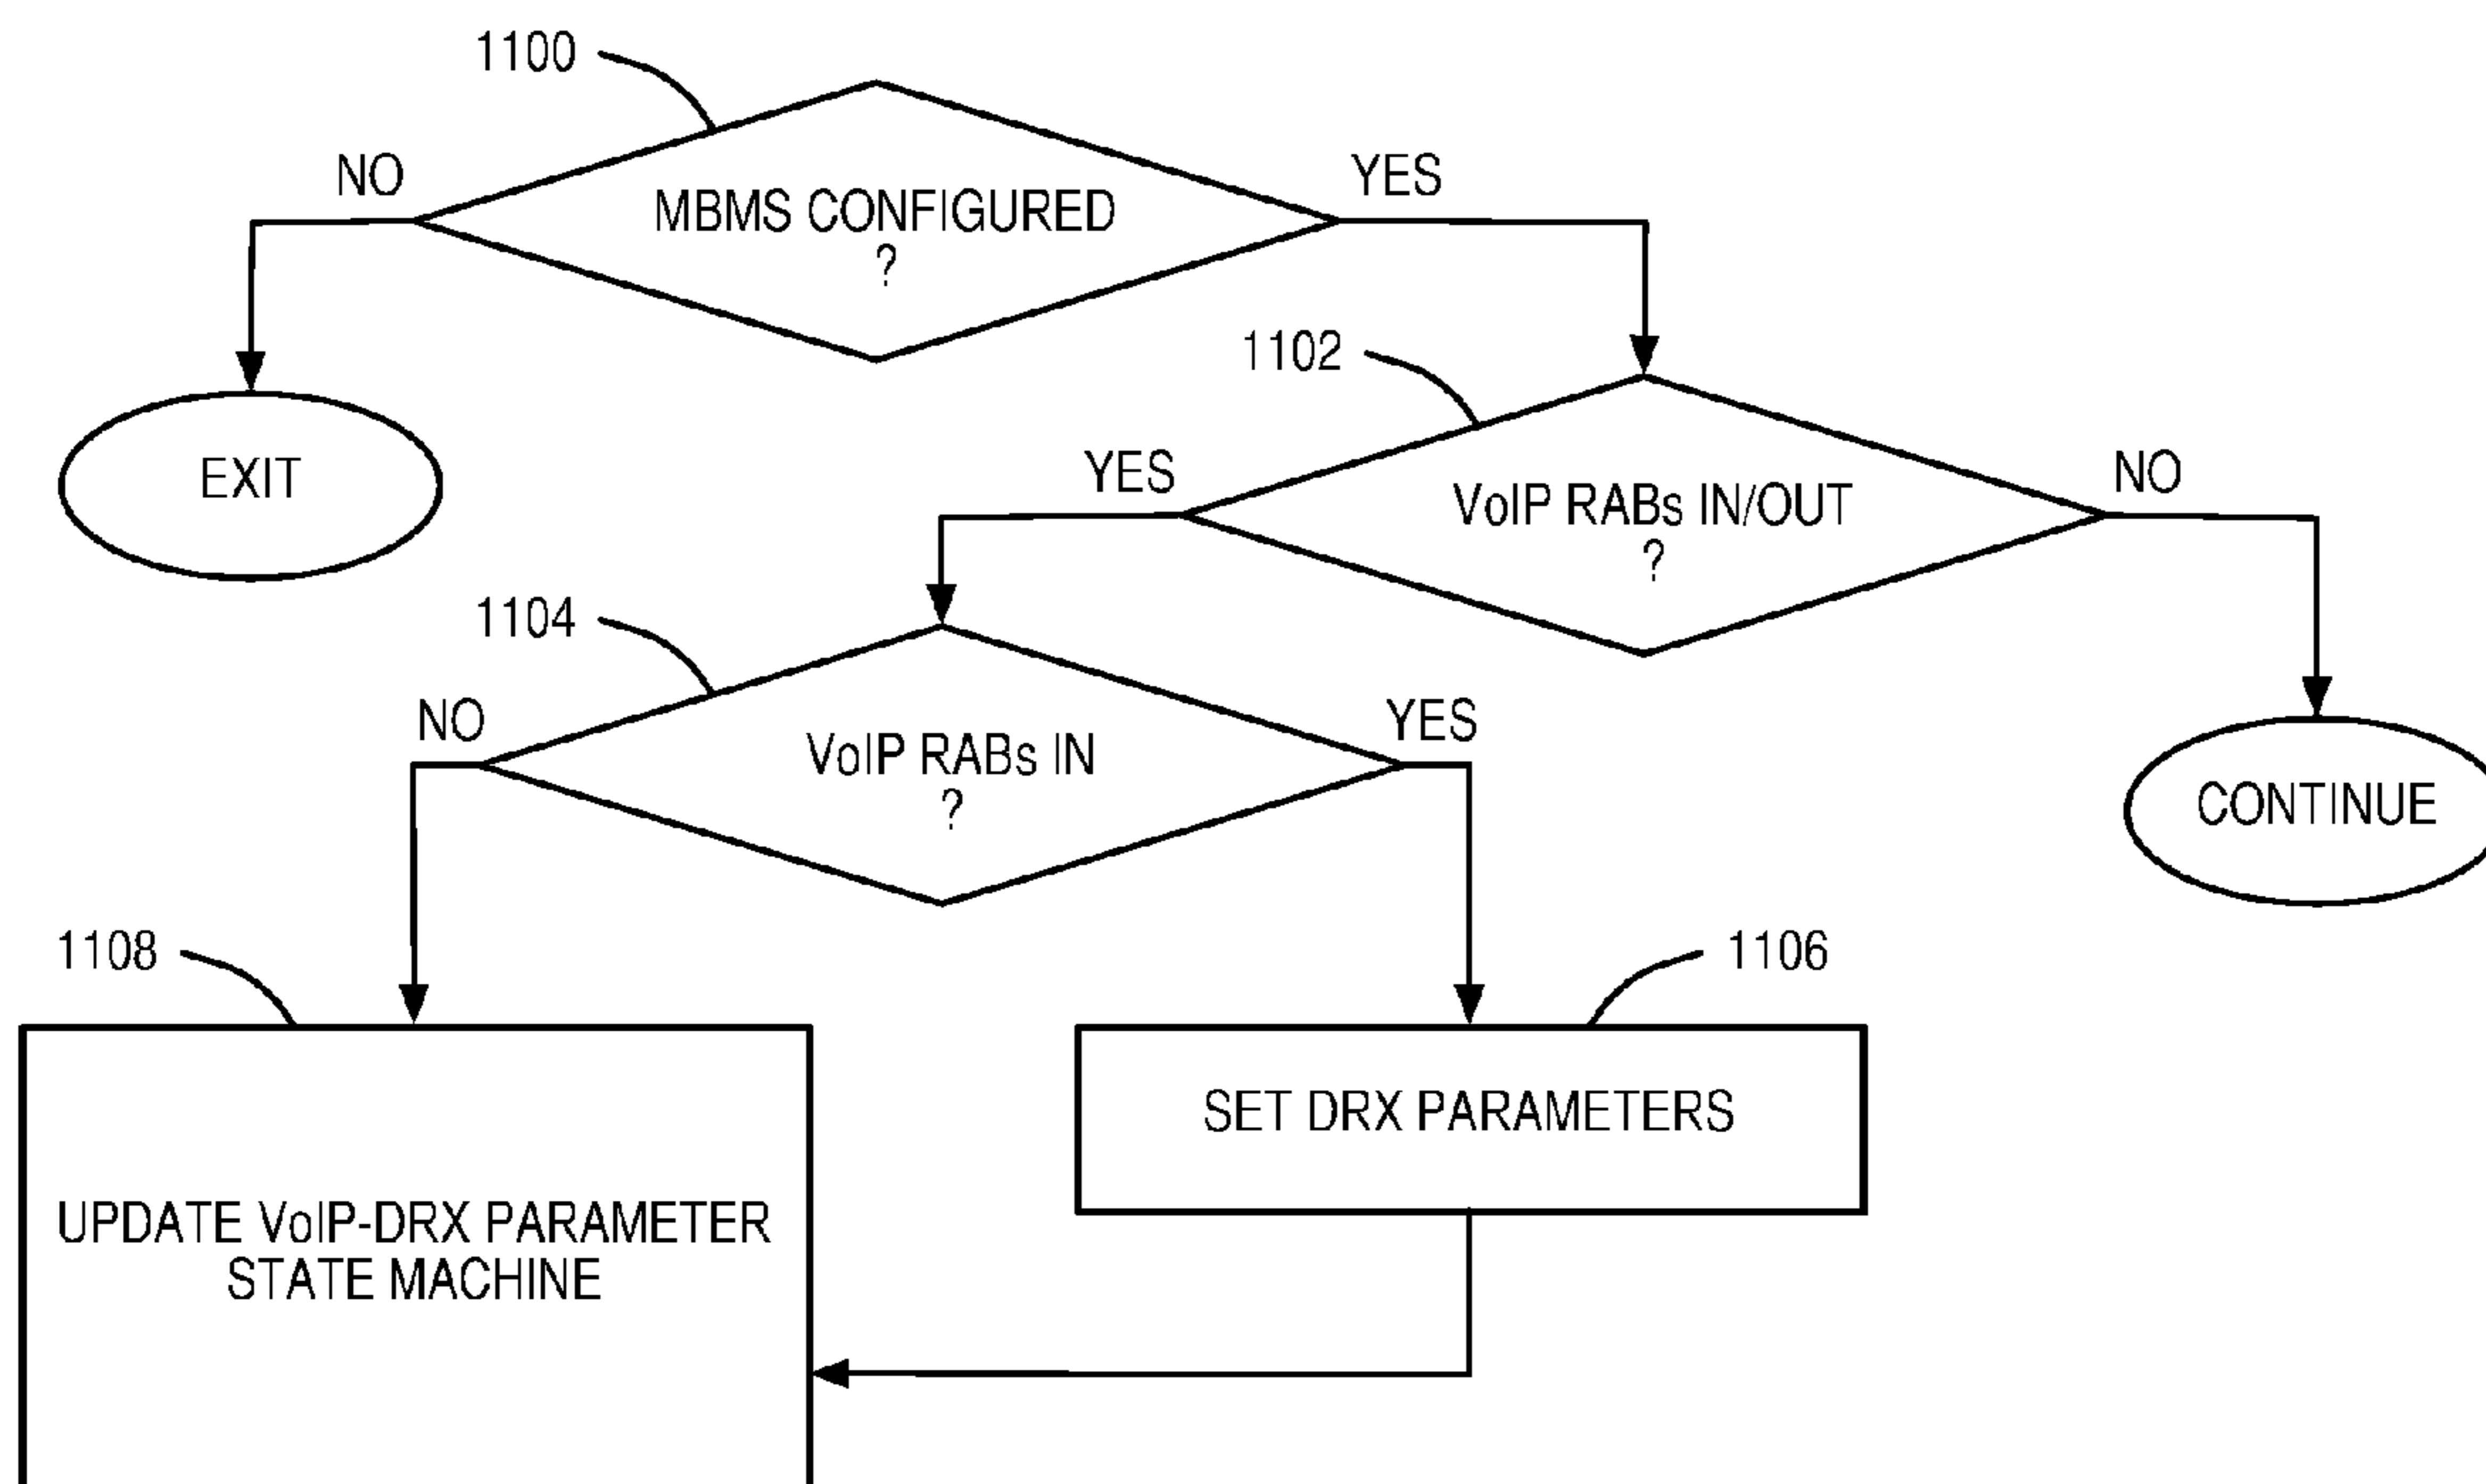 1100
NO
MBMS CONFIGURED
?
YES
1102
EXIT
YES
VoIP RABs IN/OUT
?
NO
1104
NO
VoIP RABs IN
?
YES
CONTINUE
1108
1106
SET DRX PARAMETERS
UPDATE VoIP-DRX PARAMETER
STATE MACHINE